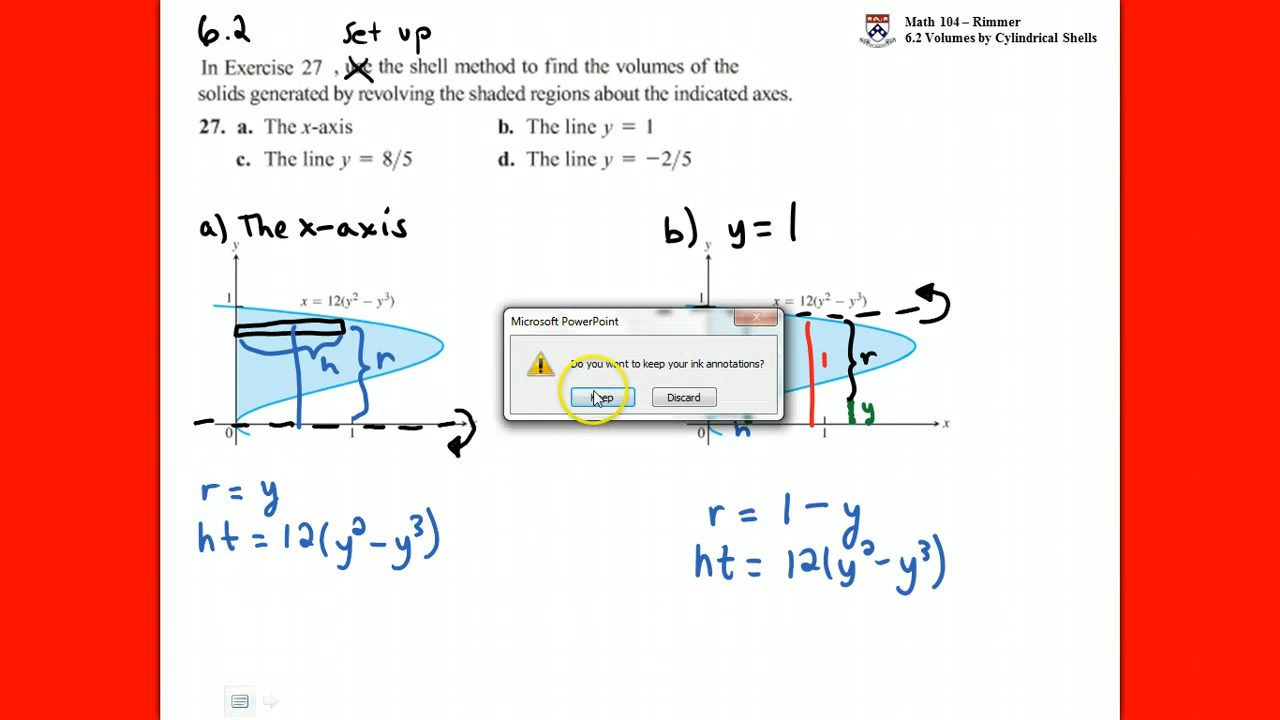 6.2 set up
Math 104 – Rimmer
6.2 Volumes by Cylindrical Shells
In Exercise 27 , use the shell method to find the volumes of the
solids generated by revolving the shaded regions about the indicated axes.
27. a. The x-axis b. The line y = 1
c. The line y = 8/5 d. The line y = −2/5
a) The x-axis
b) y = 1
y
1
x = 12(y² − y³)
h
r
0
1
y
1
x = 12(y² − y³)
1
r
y
h
0
1
x
Microsoft PowerPoint
Do you want to keep your ink annotations?
Keep Discard
r = y
ht = 12(y² − y³)
r = 1 − y
ht = 12(y² − y³)